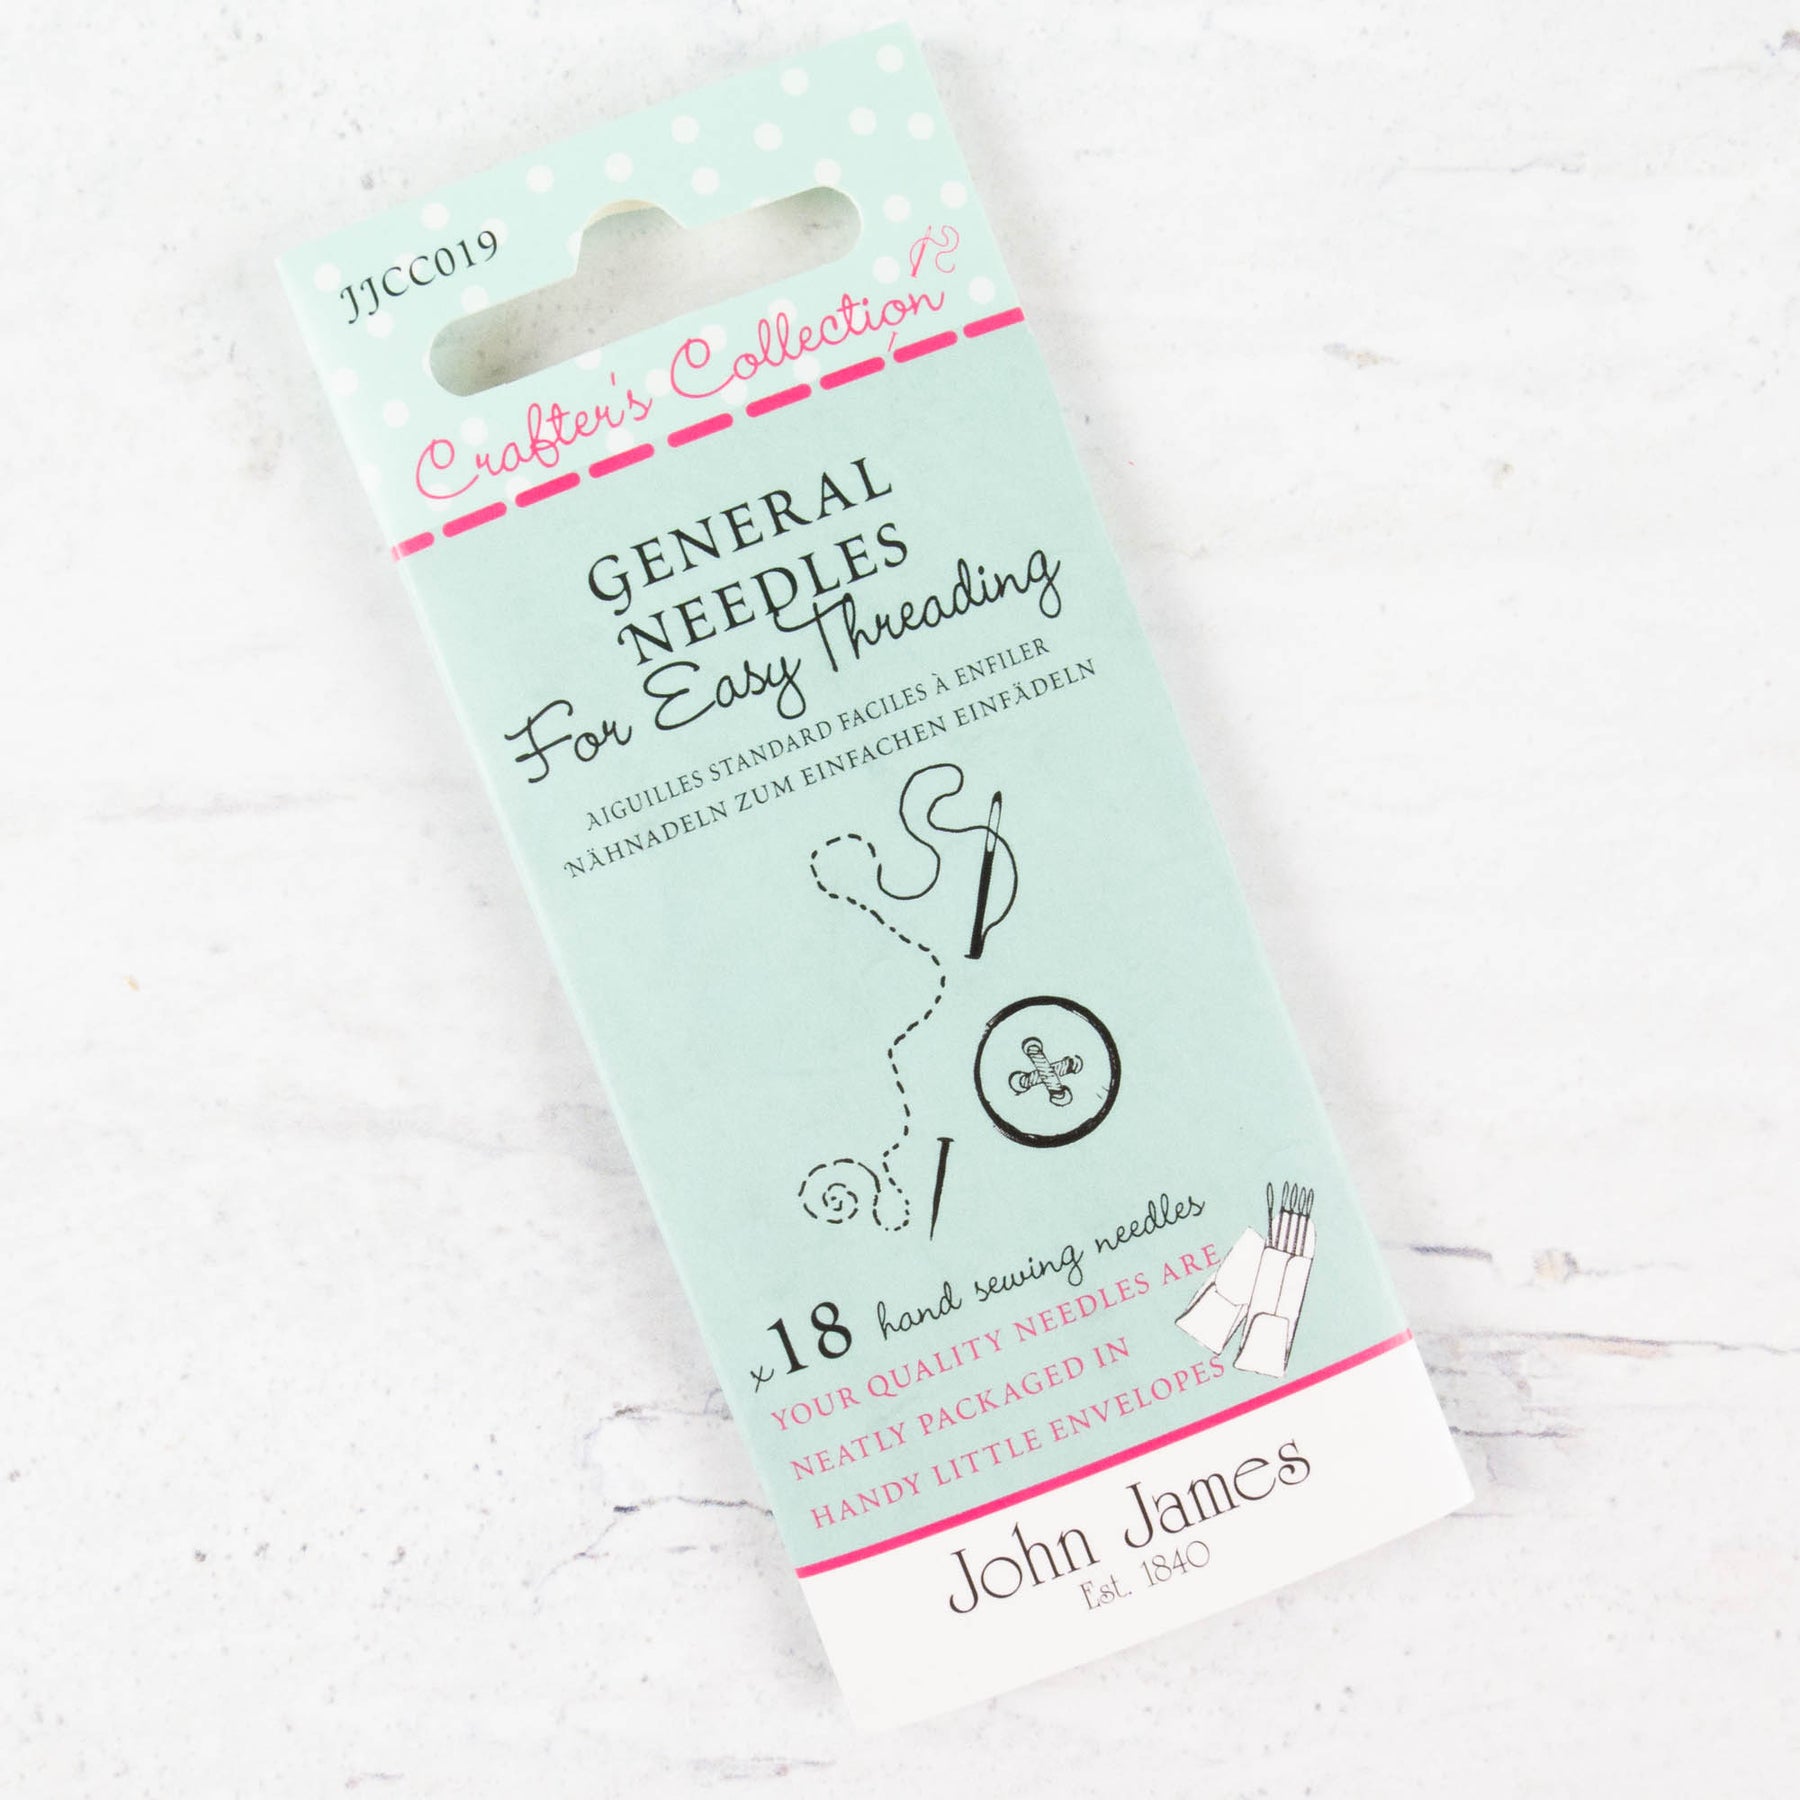 JJCC019
Crafter's Collection
GENERAL
NEEDLES
For Easy Threading
AIGUILLES STANDARD FACILES À ENFILER
NÄHNADELN ZUM EINFACHEN EINFÄDELN
x18 hand sewing needles
YOUR QUALITY NEEDLES ARE
NEATLY PACKAGED IN
HANDY LITTLE ENVELOPES
John James
Est. 1840